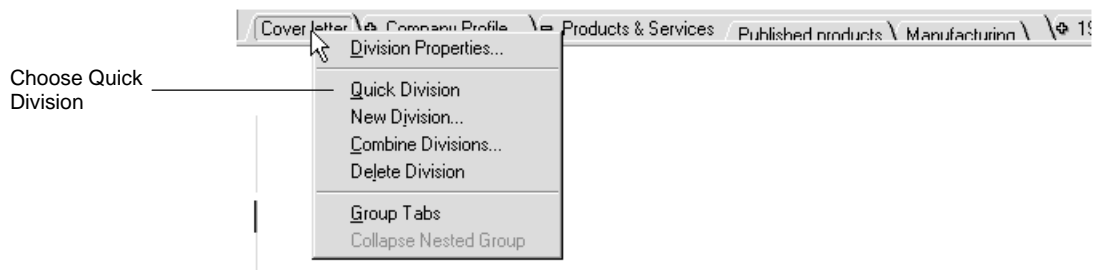 Cover letter Company Profile Products & Services Published products Manufacturing 19
Division Properties...
Choose Quick
Division
Quick Division
New Division...
Combine Divisions...
Delete Division
Group Tabs
Collapse Nested Group